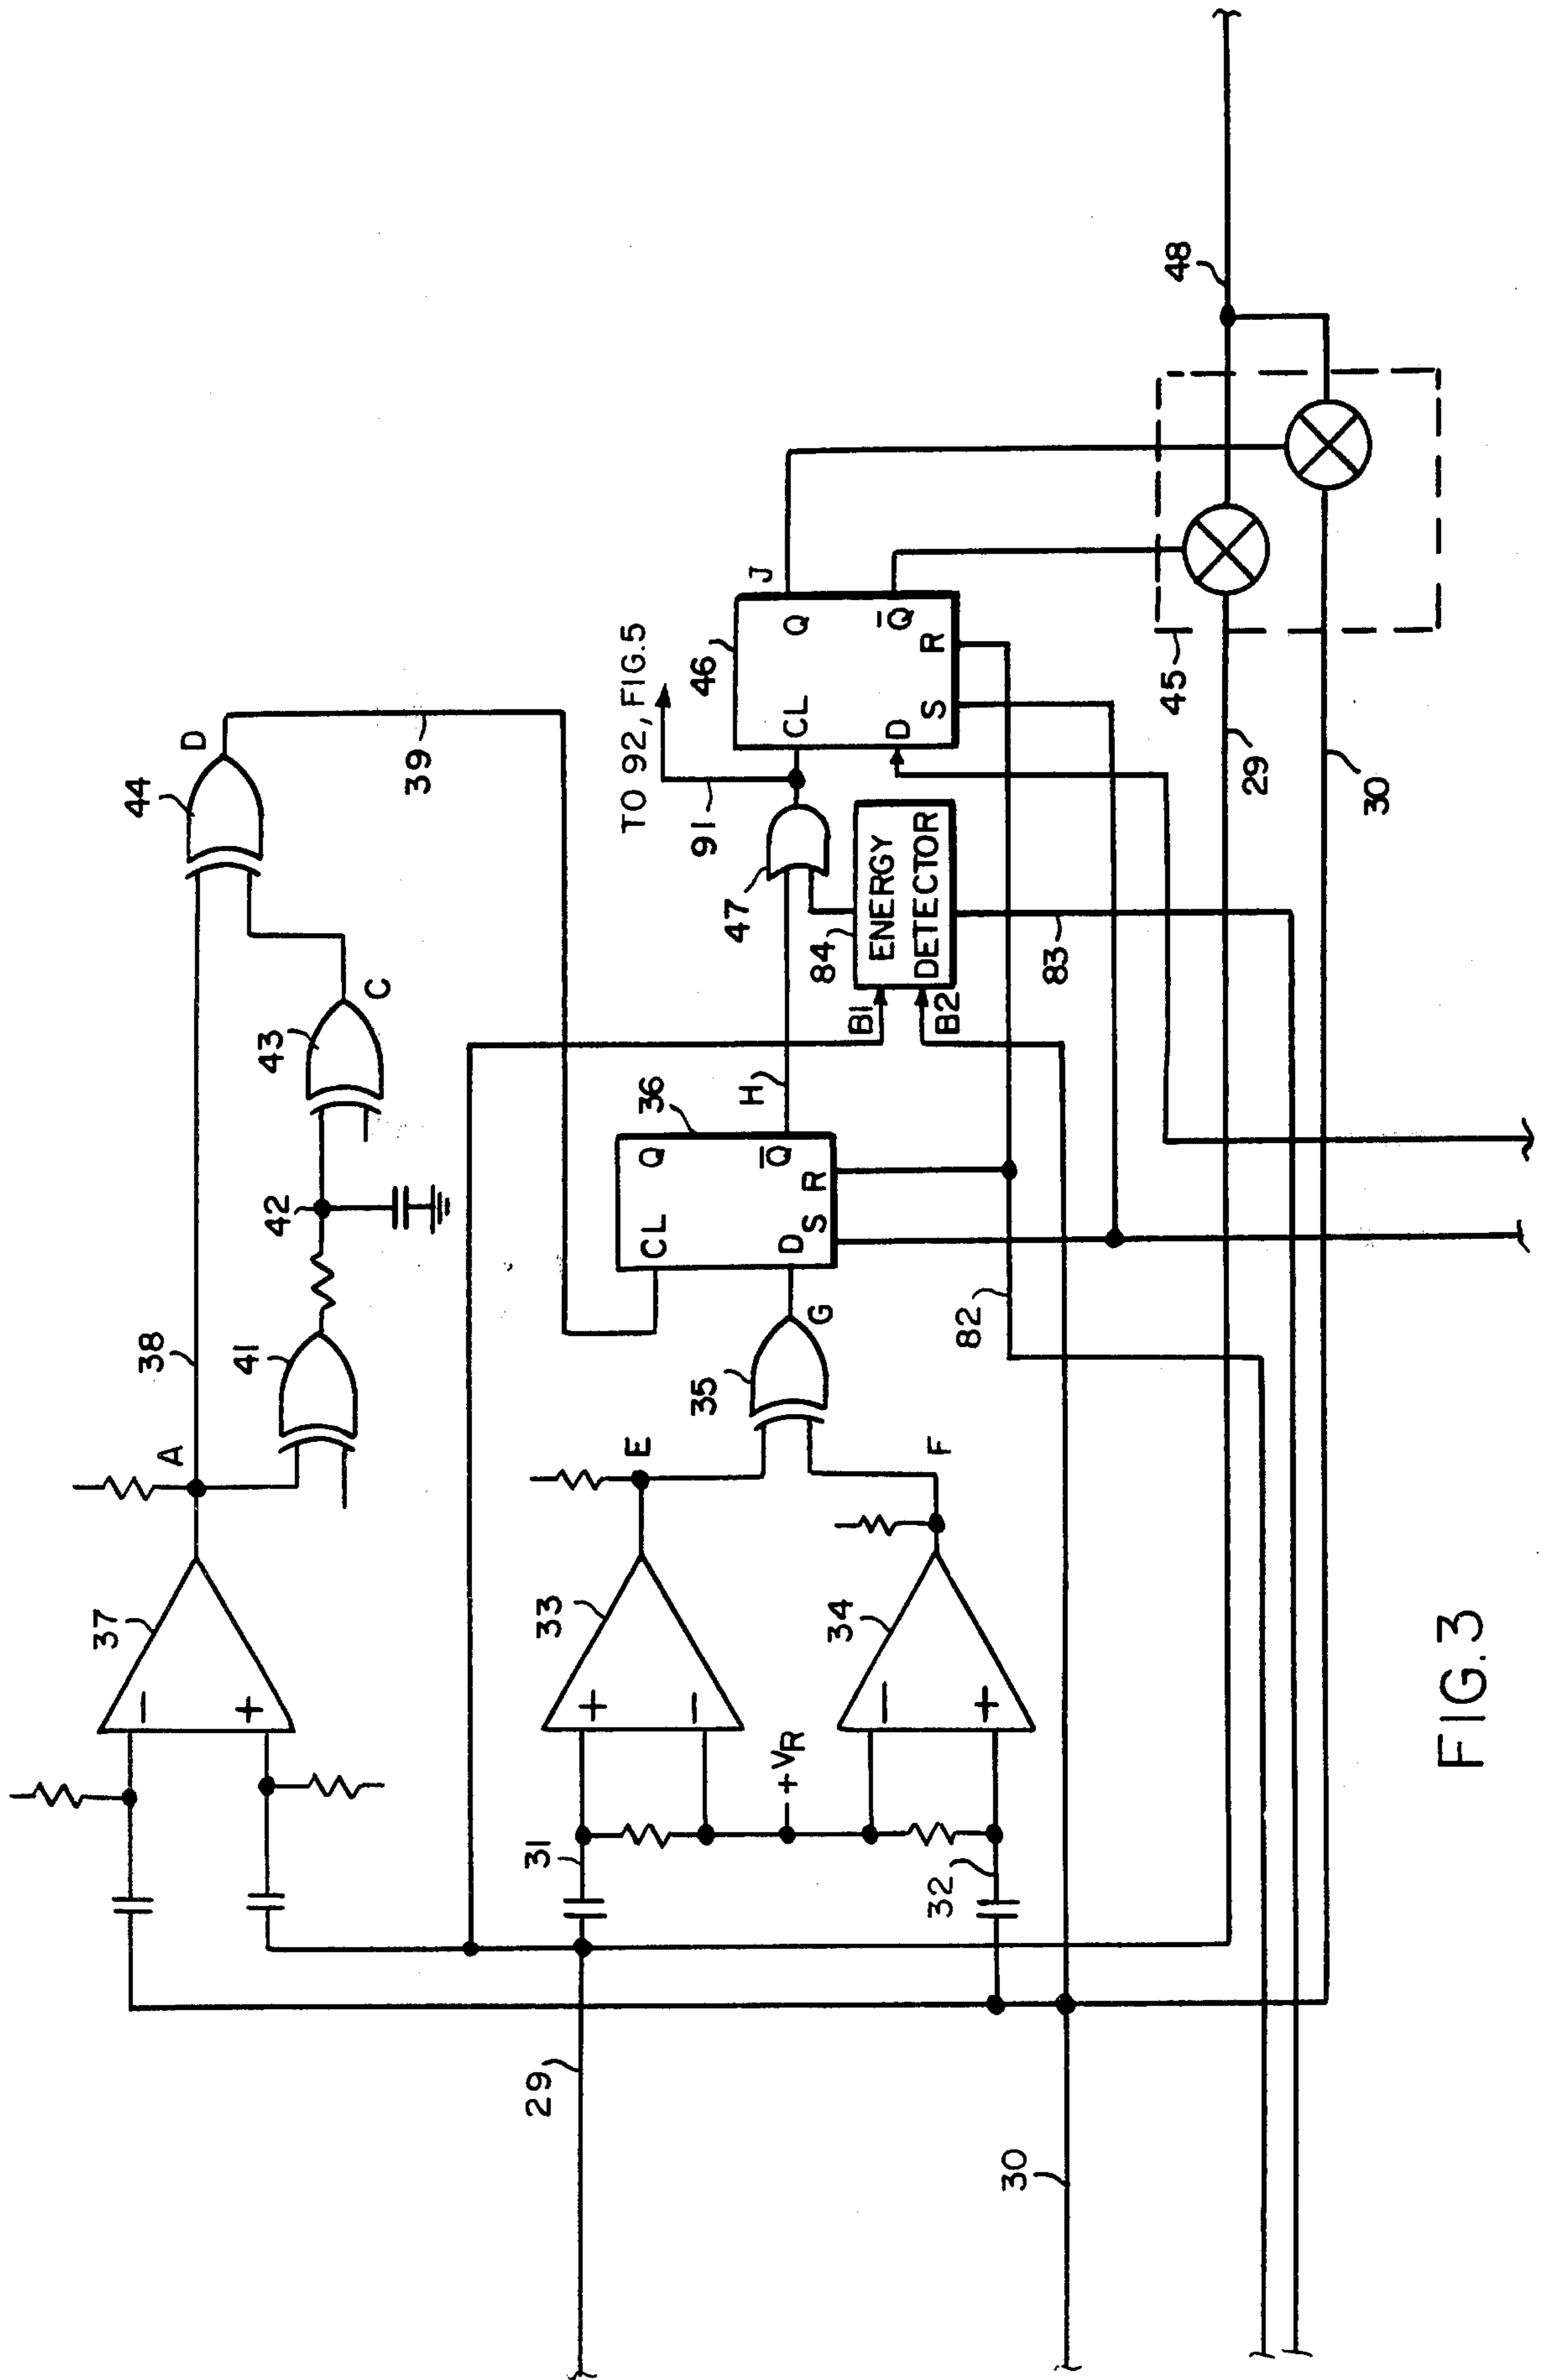 37
−
+
A
38
41
42
43
C
44
D
39
29
31
33
+
−
E
+VR
34
−
+
32
F
35
G
36
CL
Q
D
Q̅
S
R
H
30
82
B1
B2
84
ENERGY
DETECTOR
83
47
91
TO 92, FIG.5
46
CL
Q
D
Q̅
S
R
J
45
29
30
48
FIG.3